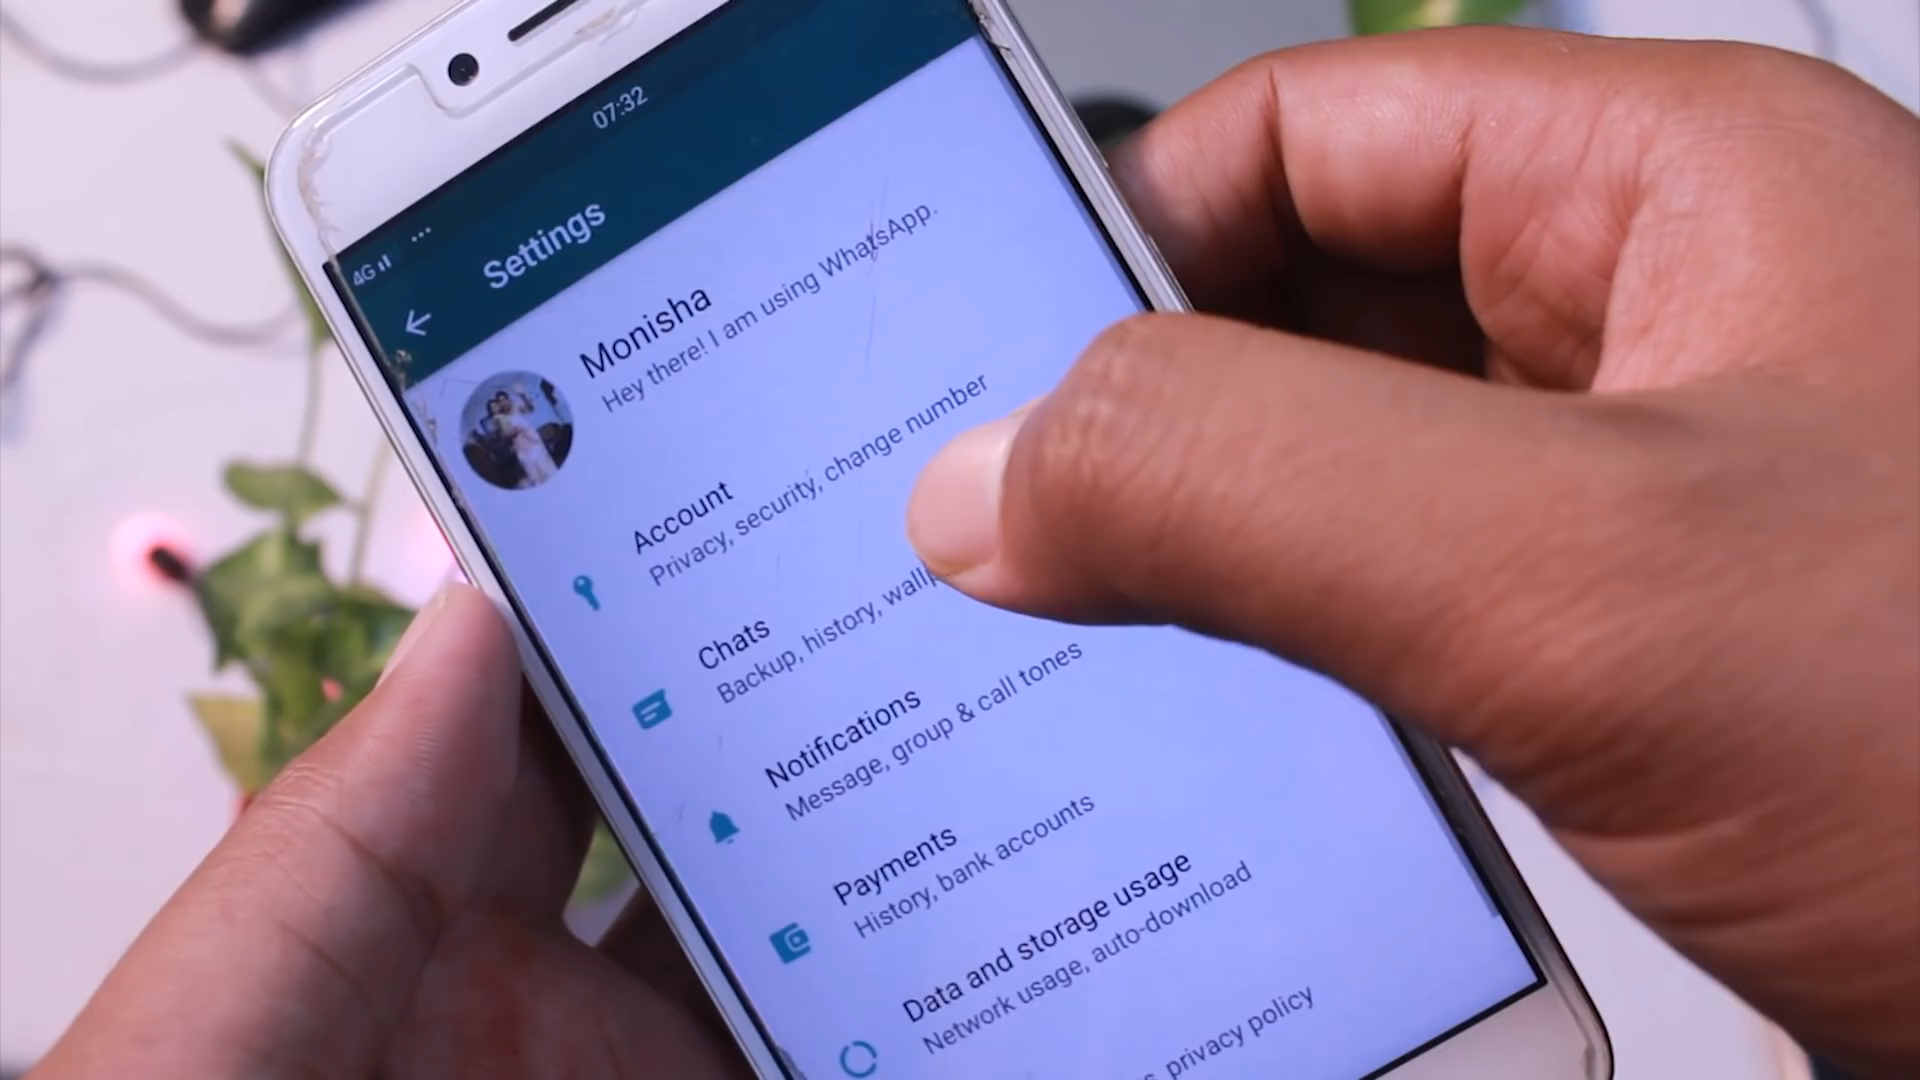 07:32
4G
Settings
Monisha
Hey there! I am using WhatsApp.
Account
Privacy, security, change number
Chats
Backup, history,
Notifications
Message, group & call tones
Payments
History, bank accounts
Data and storage usage
Network usage, auto-download
privacy policy